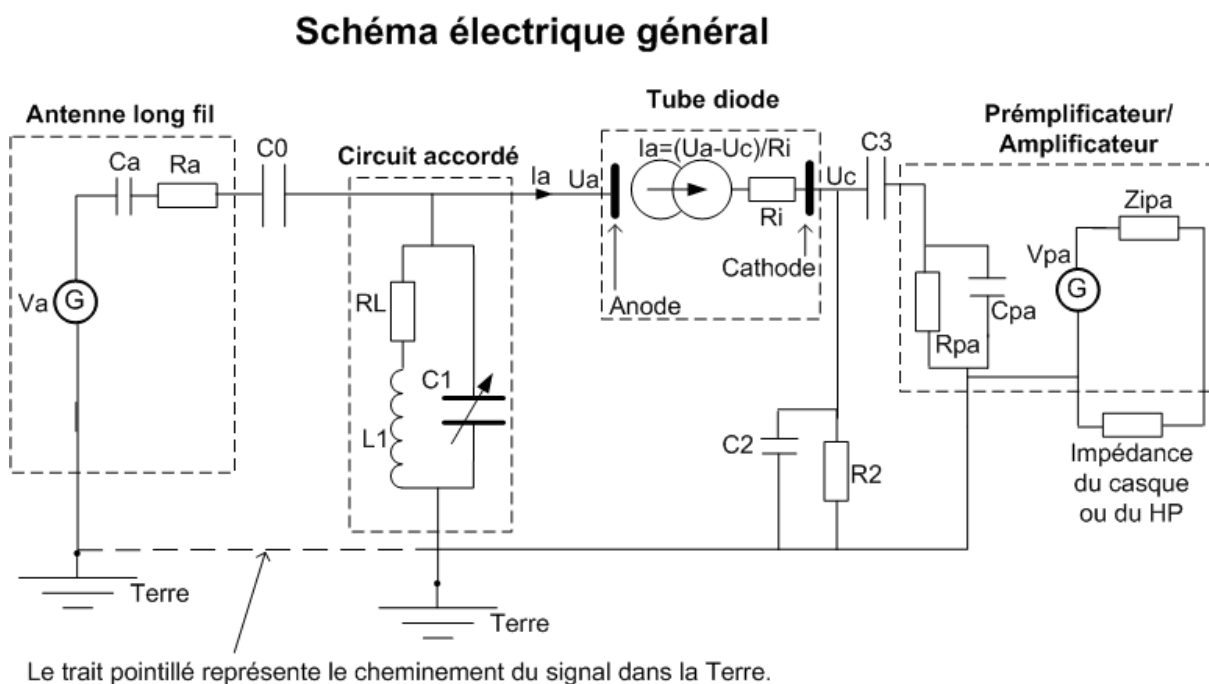 Schéma électrique général
Antenne long fil
Ca
Ra
C0
Va
G
Terre
Circuit accordé
RL
L1
C1
Terre
Ia
Ua
Tube diode
Ia=(Ua-Uc)/Ri
Ri
Anode
Cathode
Uc
C3
C2
R2
Prémplificateur/
Amplificateur
Rpa
Cpa
Vpa
G
Zipa
Impédance
du casque
ou du HP
Le trait pointillé représente le cheminement du signal dans la Terre.